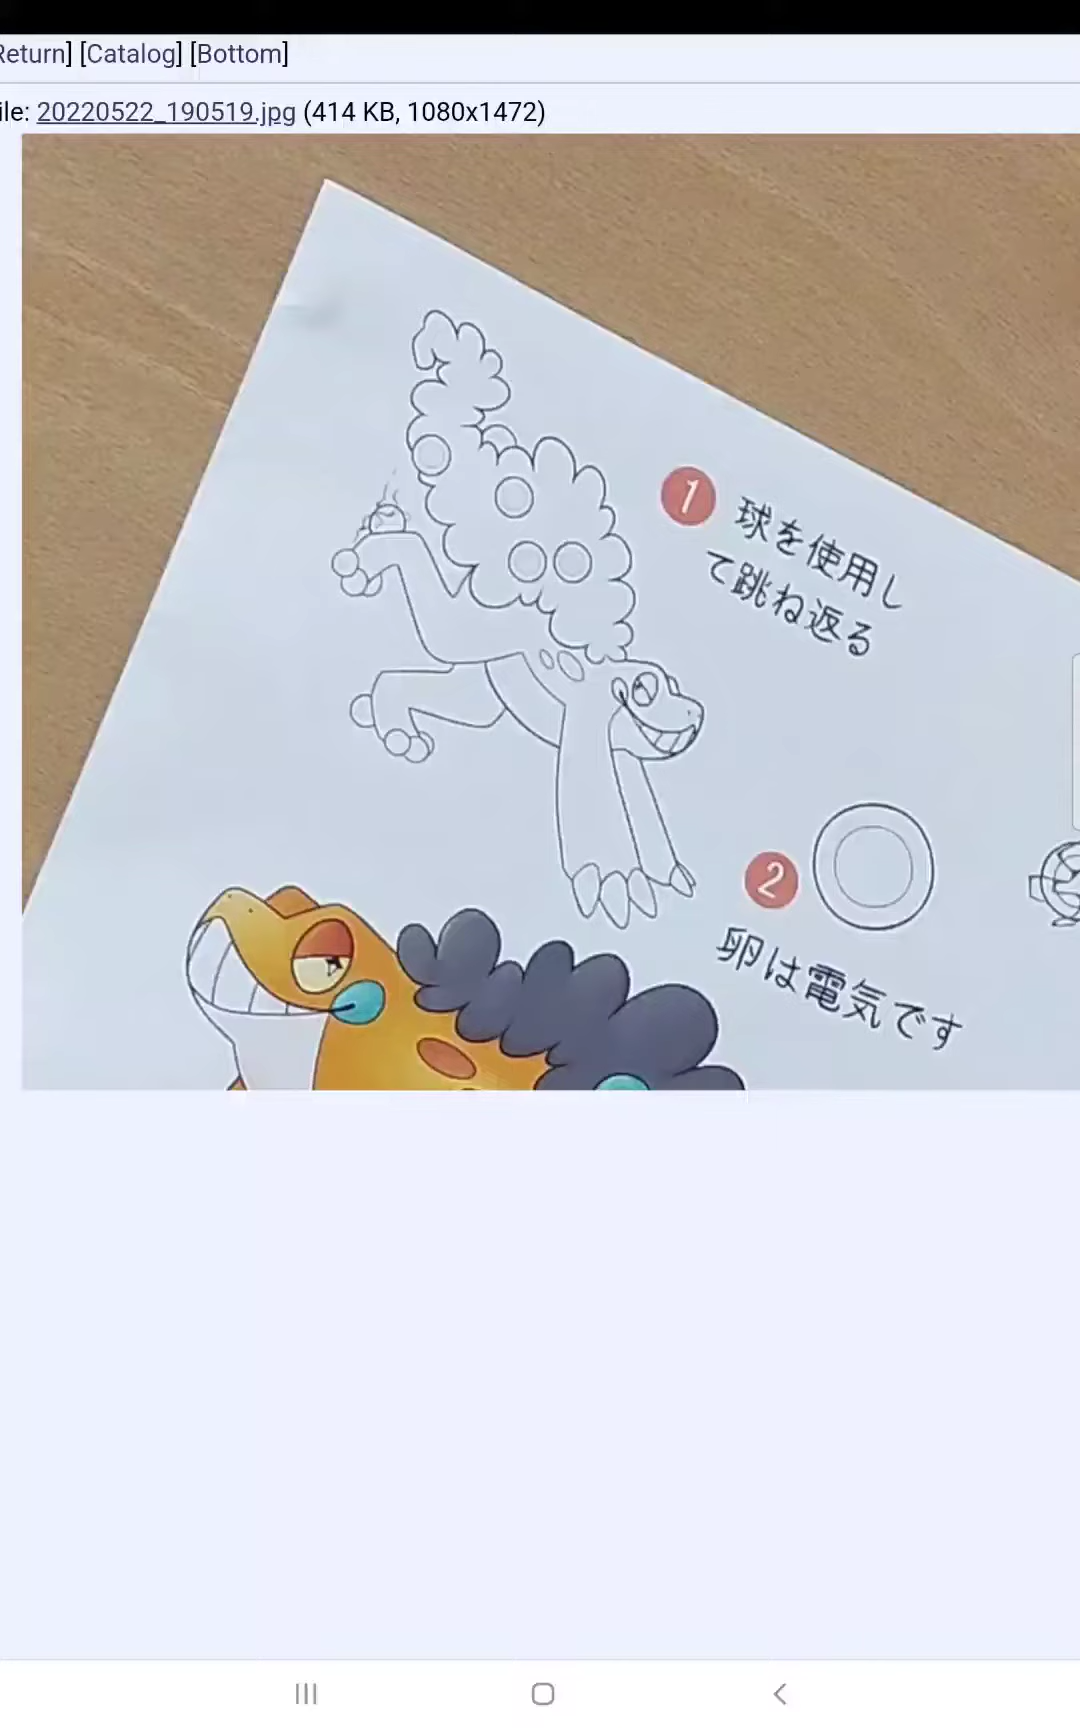 Return] [Catalog] [Bottom]
ile: 20220522_190519.jpg (414 KB, 1080x1472)
1
球を使用し
て跳ね返る
2
卵は電気です